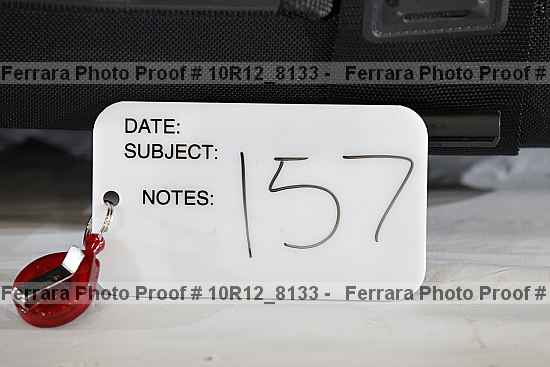 Ferrara Photo Proof # 10R12_8133 - Ferrara Photo Proof #
DATE:
SUBJECT:
NOTES:
157
Ferrara Photo Proof # 10R12_8133 - Ferrara Photo Proof #